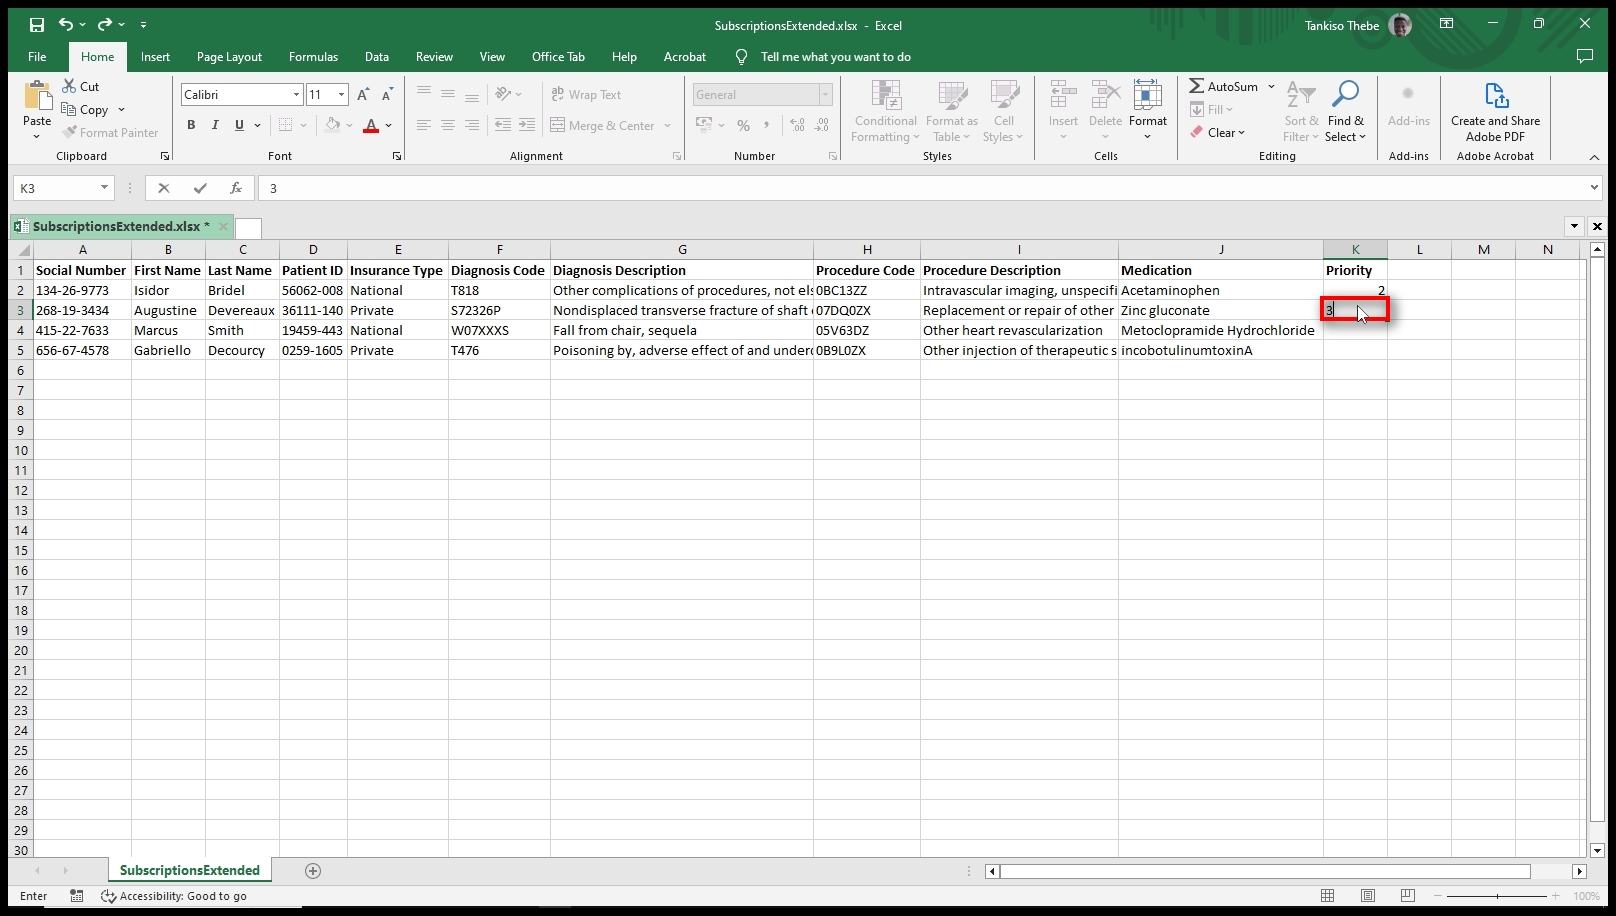 SubscriptionsExtended.xlsx - Excel
Tankiso Thebe
File Home Insert Page Layout Formulas Data Review View Office Tab Help Acrobat Tell me what you want to do
Paste
Cut
Copy
Format Painter
Clipboard
Calibri 11
B I U A
Font
ab Wrap Text
Merge & Center
Alignment
General
% ,
Number
Conditional Formatting
Format as Table
Cell Styles
Styles
Insert Delete Format
Cells
AutoSum
Fill
Clear
Sort & Filter
Find & Select
Editing
Add-ins
Add-ins
Create and Share Adobe PDF
Adobe Acrobat
K3 fx 3
SubscriptionsExtended.xlsx *
A B C D E F G H I J K L M N
1 Social Number First Name Last Name Patient ID Insurance Type Diagnosis Code Diagnosis Description Procedure Code Procedure Description Medication Priority
2 134-26-9773 Isidor Bridel 56062-008 National T818 Other complications of procedures, not els 0BC13ZZ Intravascular imaging, unspecifi Acetaminophen 2
3 268-19-3434 Augustine Devereaux 36111-140 Private S72326P Nondisplaced transverse fracture of shaft 07DQ0ZX Replacement or repair of other Zinc gluconate 3
4 415-22-7633 Marcus Smith 19459-443 National W07XXXS Fall from chair, sequela 05V63DZ Other heart revascularization Metoclopramide Hydrochloride
5 656-67-4578 Gabriello Decourcy 0259-1605 Private T476 Poisoning by, adverse effect of and underd 0B9L0ZX Other injection of therapeutic s incobotulinumtoxinA
6
7
8
9
10
11
12
13
14
15
16
17
18
19
20
21
22
23
24
25
26
27
28
29
30
SubscriptionsExtended
Enter Accessibility: Good to go 100%